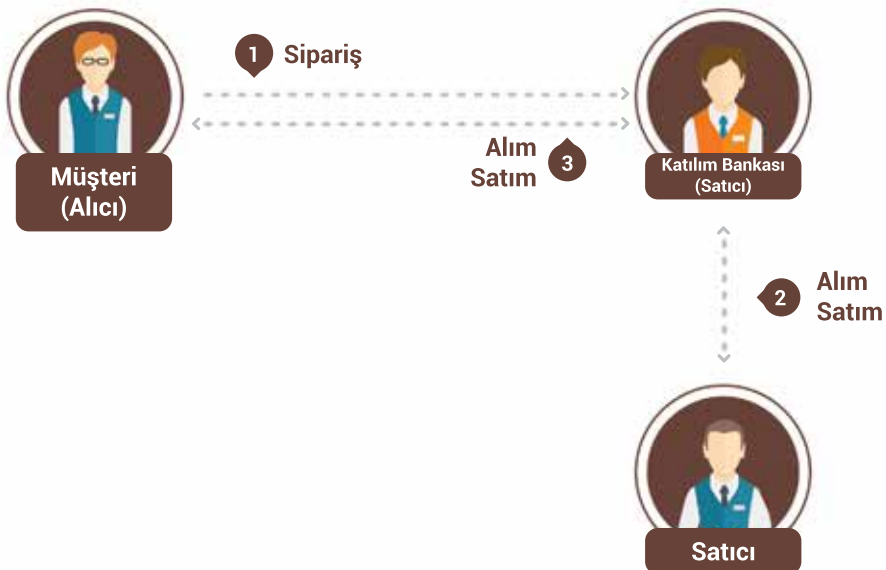 1 Sipariş
Alım
Satım
3
Müşteri
(Alıcı)
Katılım Bankası
(Satıcı)
2
Alım
Satım
Satıcı